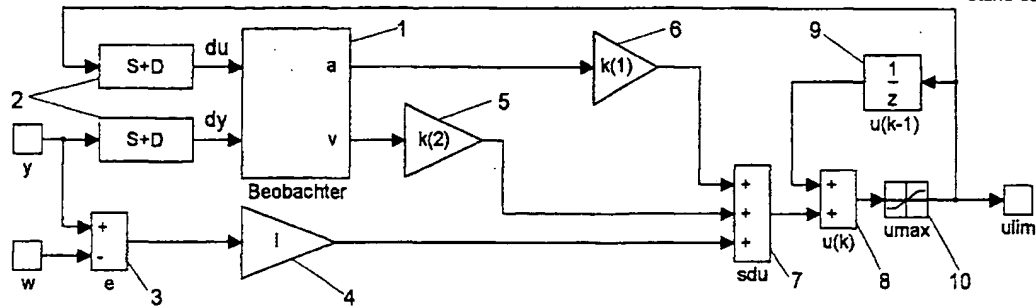 1
6
9
du
S+D
a
k(1)
1
z
2
5
u(k-1)
dy
S+D
v
k(2)
y
Beobachter
+
+
+
+
+
+
-
I
ulim
umax
u(k)
w
e
3
4
sdu
7
8
10